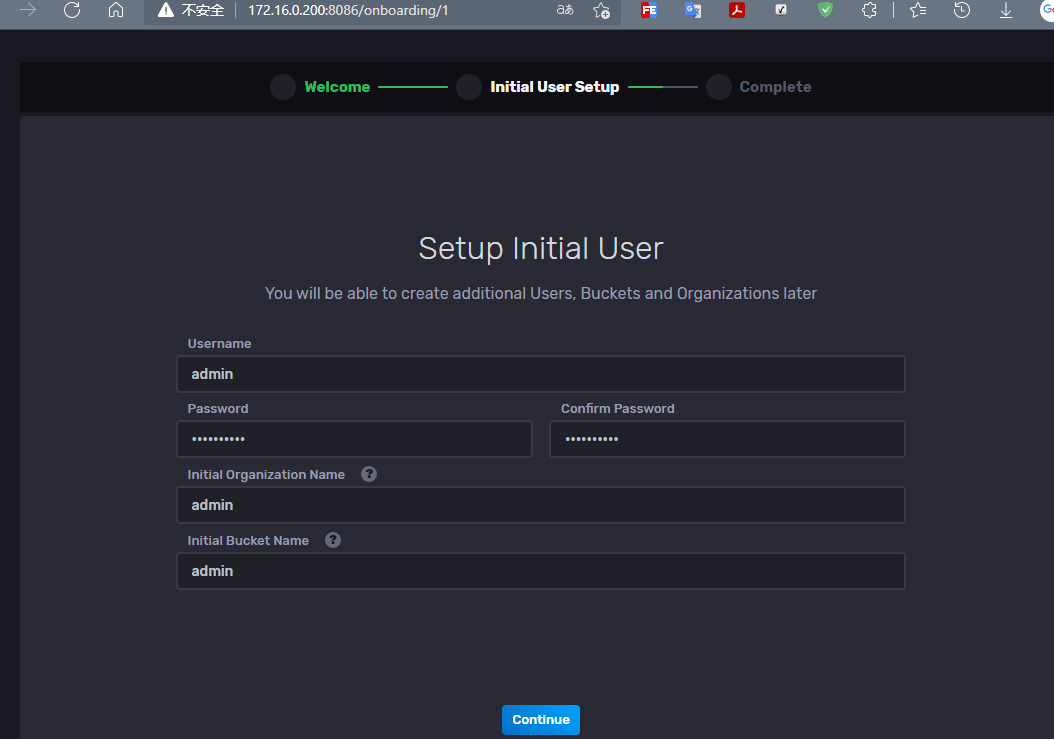 不安全 172.16.0.200:8086/onboarding/1 aあ
Welcome Initial User Setup Complete
Setup Initial User
You will be able to create additional Users, Buckets and Organizations later
Username
admin
Password Confirm Password
•••••••••• ••••••••••
Initial Organization Name ?
admin
Initial Bucket Name ?
admin
Continue